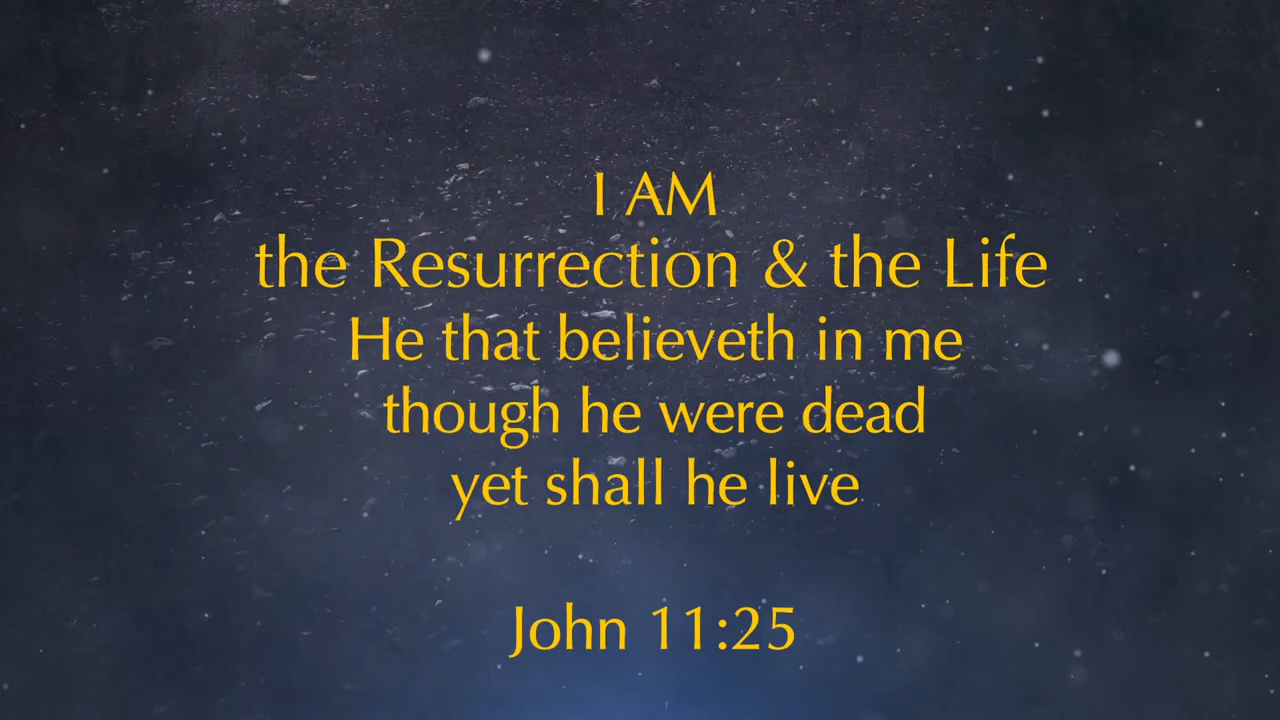 I AM
the Resurrection & the Life
He that believeth in me
though he were dead
yet shall he live
John 11:25